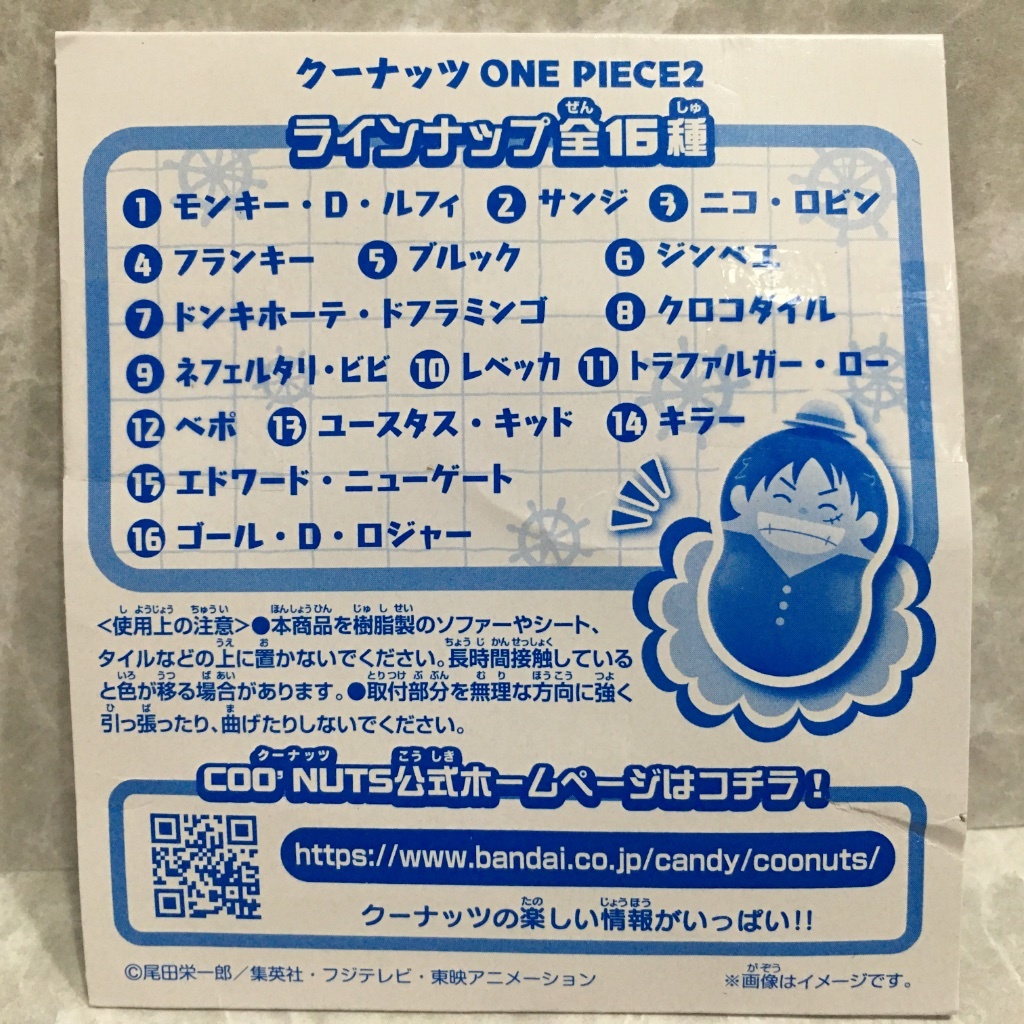 クーナッツ ONE PIECE2
ラインナップ全16種
1 モンキー・D・ルフィ 2 サンジ 3 ニコ・ロビン
4 フランキー 5 ブルック 6 ジンベエ
7 ドンキホーテ・ドフラミンゴ 8 クロコダイル
9 ネフェルタリ・ビビ 10 レベッカ 11 トラファルガー・ロー
12 ベポ 13 ユースタス・キッド 14 キラー
15 エドワード・ニューゲート
16 ゴール・D・ロジャー
<使用上の注意>●本商品を樹脂製のソファーやシート、
タイルなどの上に置かないでください。長時間接触している
と色が移る場合があります。●取付部分を無理な方向に強く
引っ張ったり、曲げたりしないでください。
COO'NUTS公式ホームページはコチラ!
https://www.bandai.co.jp/candy/coonuts/
クーナッツの楽しい情報がいっぱい!!
©尾田栄一郎/集英社・フジテレビ・東映アニメーション
※画像はイメージです。